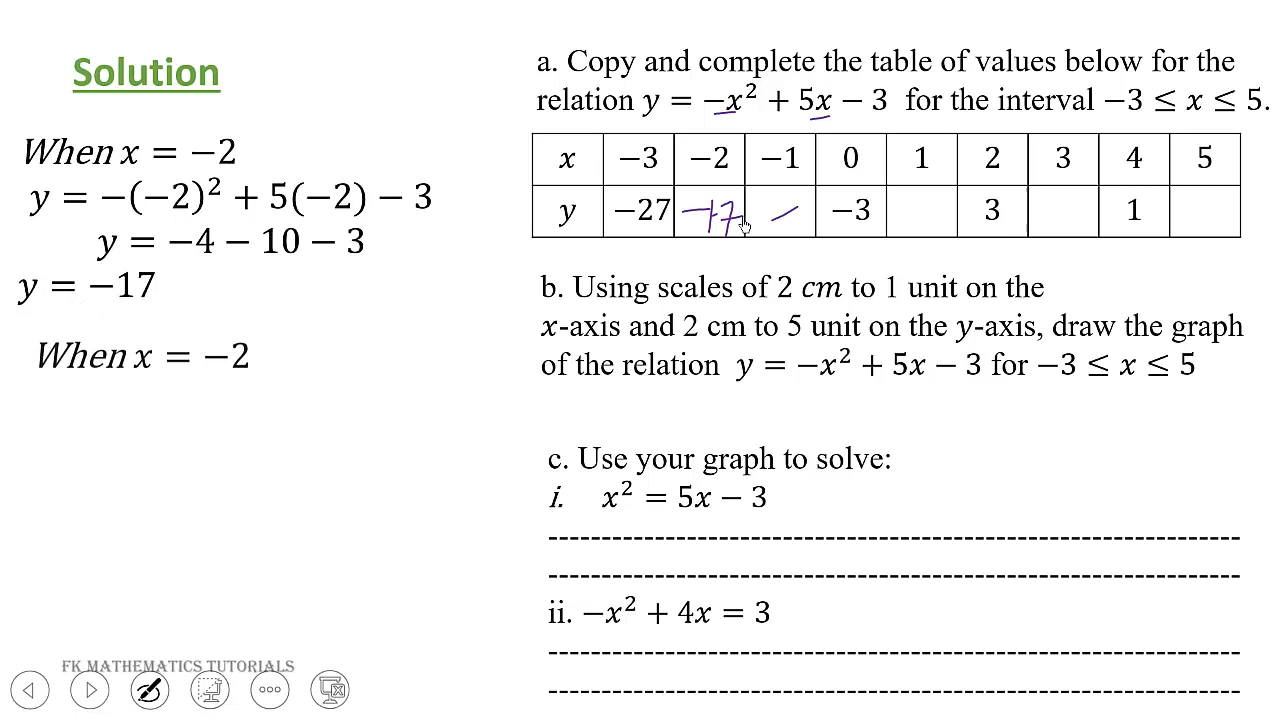 Solution
When x = −2
y = −(−2)² + 5(−2) − 3
y = −4 − 10 − 3
y = −17
When x = −2
a. Copy and complete the table of values below for the
relation y = −x² + 5x − 3 for the interval −3 ≤ x ≤ 5.
x −3 −2 −1 0 1 2 3 4 5
y −27 −17 −3 3 1
b. Using scales of 2 cm to 1 unit on the
x-axis and 2 cm to 5 unit on the y-axis, draw the graph
of the relation y = −x² + 5x − 3 for −3 ≤ x ≤ 5
c. Use your graph to solve:
i. x² = 5x − 3
ii. −x² + 4x = 3
FK MATHEMATICS TUTORIALS